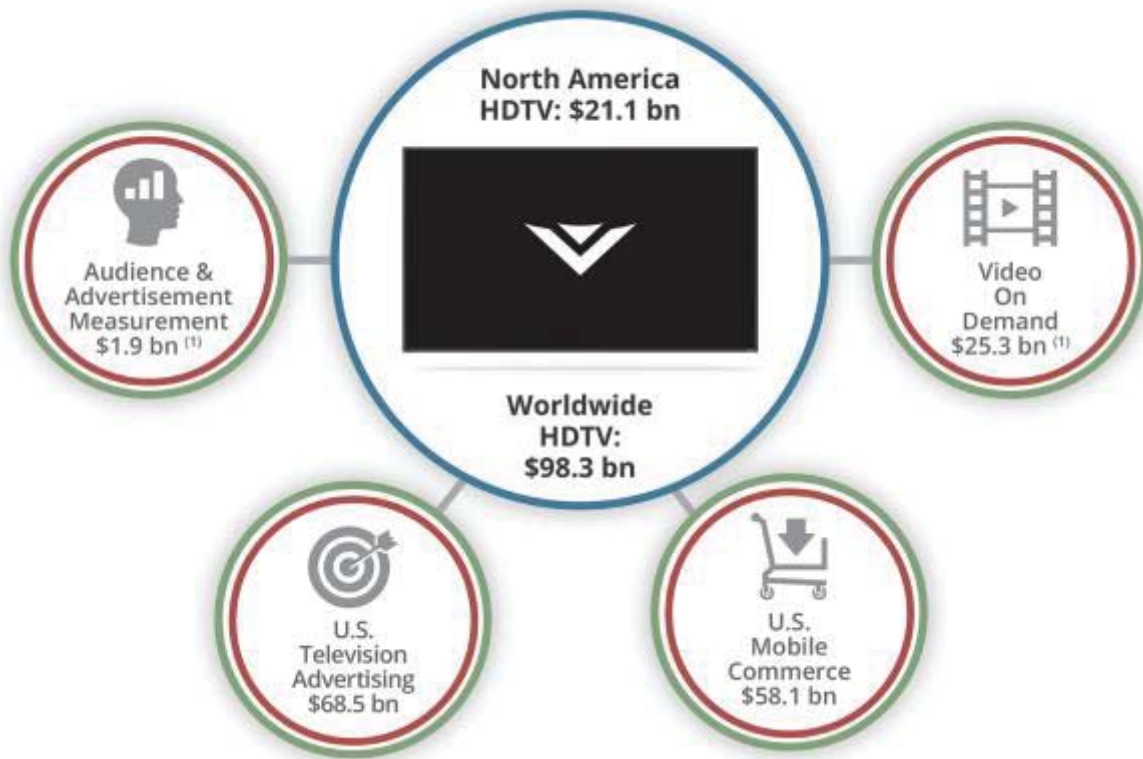 North America
HDTV: $21.1 bn
Audience &
Advertisement
Measurement
$1.9 bn (1)
Video
On
Demand
$25.3 bn (1)
Worldwide
HDTV:
$98.3 bn
U.S.
Television
Advertising
$68.5 bn
U.S.
Mobile
Commerce
$58.1 bn